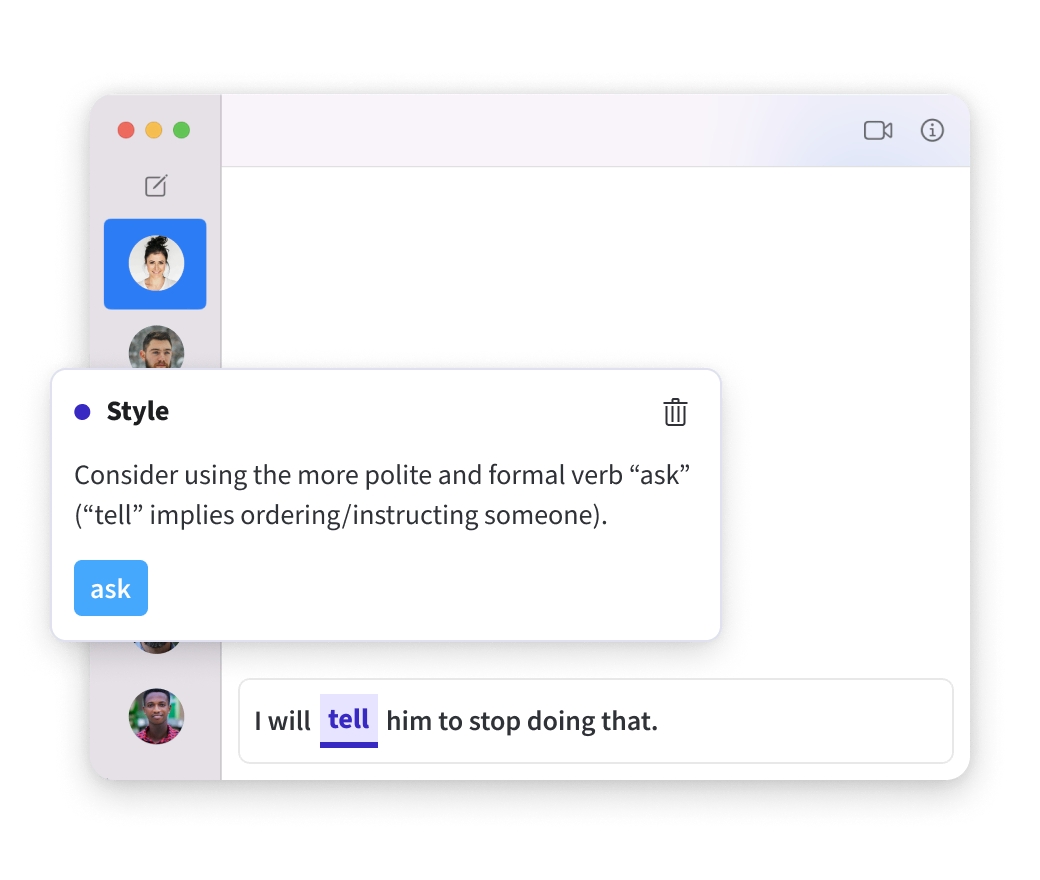 Style
Consider using the more polite and formal verb “ask”
(“tell” implies ordering/instructing someone).
ask
I will tell him to stop doing that.